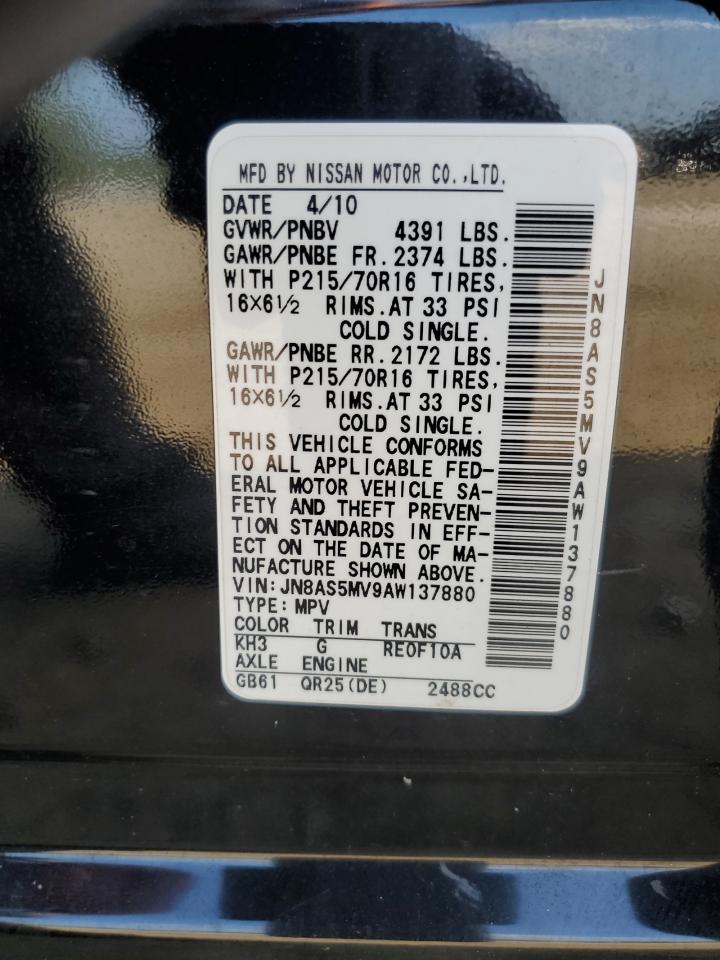 MFD BY NISSAN MOTOR CO.,LTD.
DATE 4/10
GVWR/PNBV 4391 LBS.
GAWR/PNBE FR.2374 LBS.
WITH P215/70R16 TIRES,
16×6½ RIMS.AT 33 PSI
COLD SINGLE.
GAWR/PNBE RR.2172 LBS.
WITH P215/70R16 TIRES,
16×6½ RIMS.AT 33 PSI
COLD SINGLE.
THIS VEHICLE CONFORMS
TO ALL APPLICABLE FED-
ERAL MOTOR VEHICLE SA-
FETY AND THEFT PREVEN-
TION STANDARDS IN EFF-
ECT ON THE DATE OF MA-
NUFACTURE SHOWN ABOVE.
VIN:JN8AS5MV9AW137880
TYPE:MPV
COLOR TRIM TRANS
KH3 G RE0F10A
AXLE ENGINE
GB61 QR25(DE) 2488CC
JN8AS5MV9AW137880